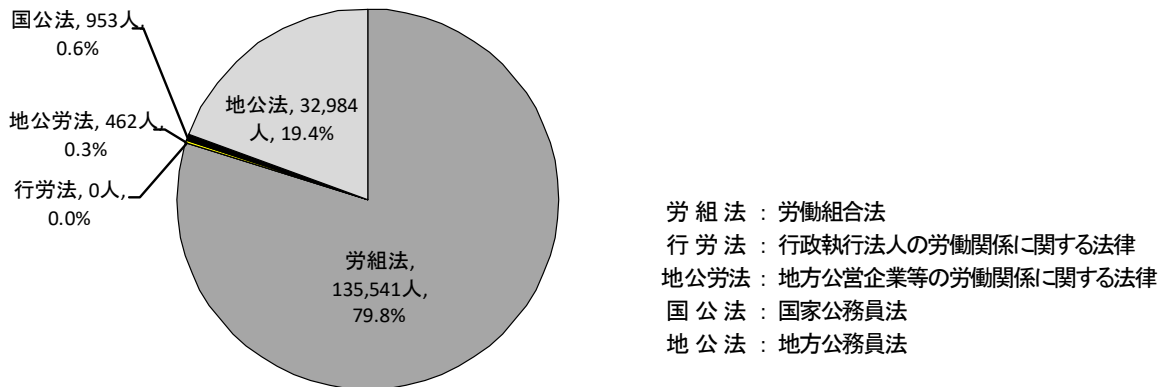 国公法, 953人,
0.6%
地公法, 32,984
人, 19.4%
地公労法, 462人,
0.3%
行労法, 0人,
0.0%
労組法,
135,541人,
79.8%
労 組 法 ： 労働組合法
行 労 法 ： 行政執行法人の労働関係に関する法律
地公労法 ： 地方公営企業等の労働関係に関する法律
国 公 法 ： 国家公務員法
地 公 法 ： 地方公務員法